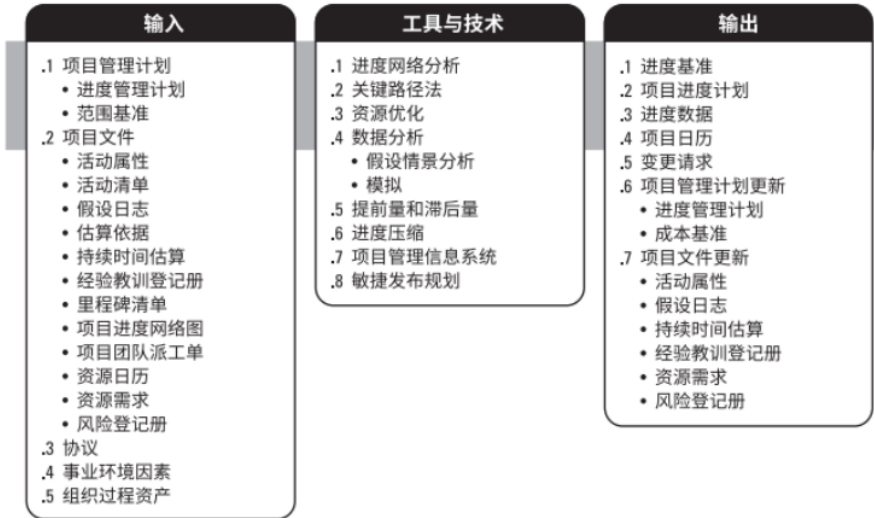 输入
.1 项目管理计划
• 进度管理计划
• 范围基准
.2 项目文件
• 活动属性
• 活动清单
• 假设日志
• 估算依据
• 持续时间估算
• 经验教训登记册
• 里程碑清单
• 项目进度网络图
• 项目团队派工单
• 资源日历
• 资源需求
• 风险登记册
.3 协议
.4 事业环境因素
.5 组织过程资产
工具与技术
.1 进度网络分析
.2 关键路径法
.3 资源优化
.4 数据分析
• 假设情景分析
• 模拟
.5 提前量和滞后量
.6 进度压缩
.7 项目管理信息系统
.8 敏捷发布规划
输出
.1 进度基准
.2 项目进度计划
.3 进度数据
.4 项目日历
.5 变更请求
.6 项目管理计划更新
• 进度管理计划
• 成本基准
.7 项目文件更新
• 活动属性
• 假设日志
• 持续时间估算
• 经验教训登记册
• 资源需求
• 风险登记册